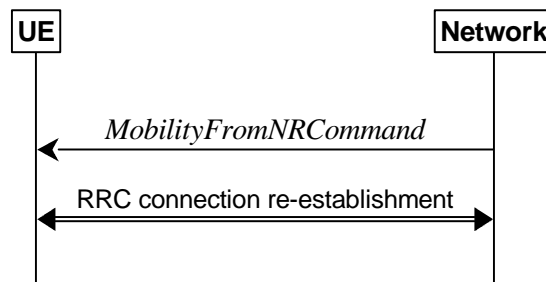 UE
Network
MobilityFromNRCommand
RRC connection re-establishment